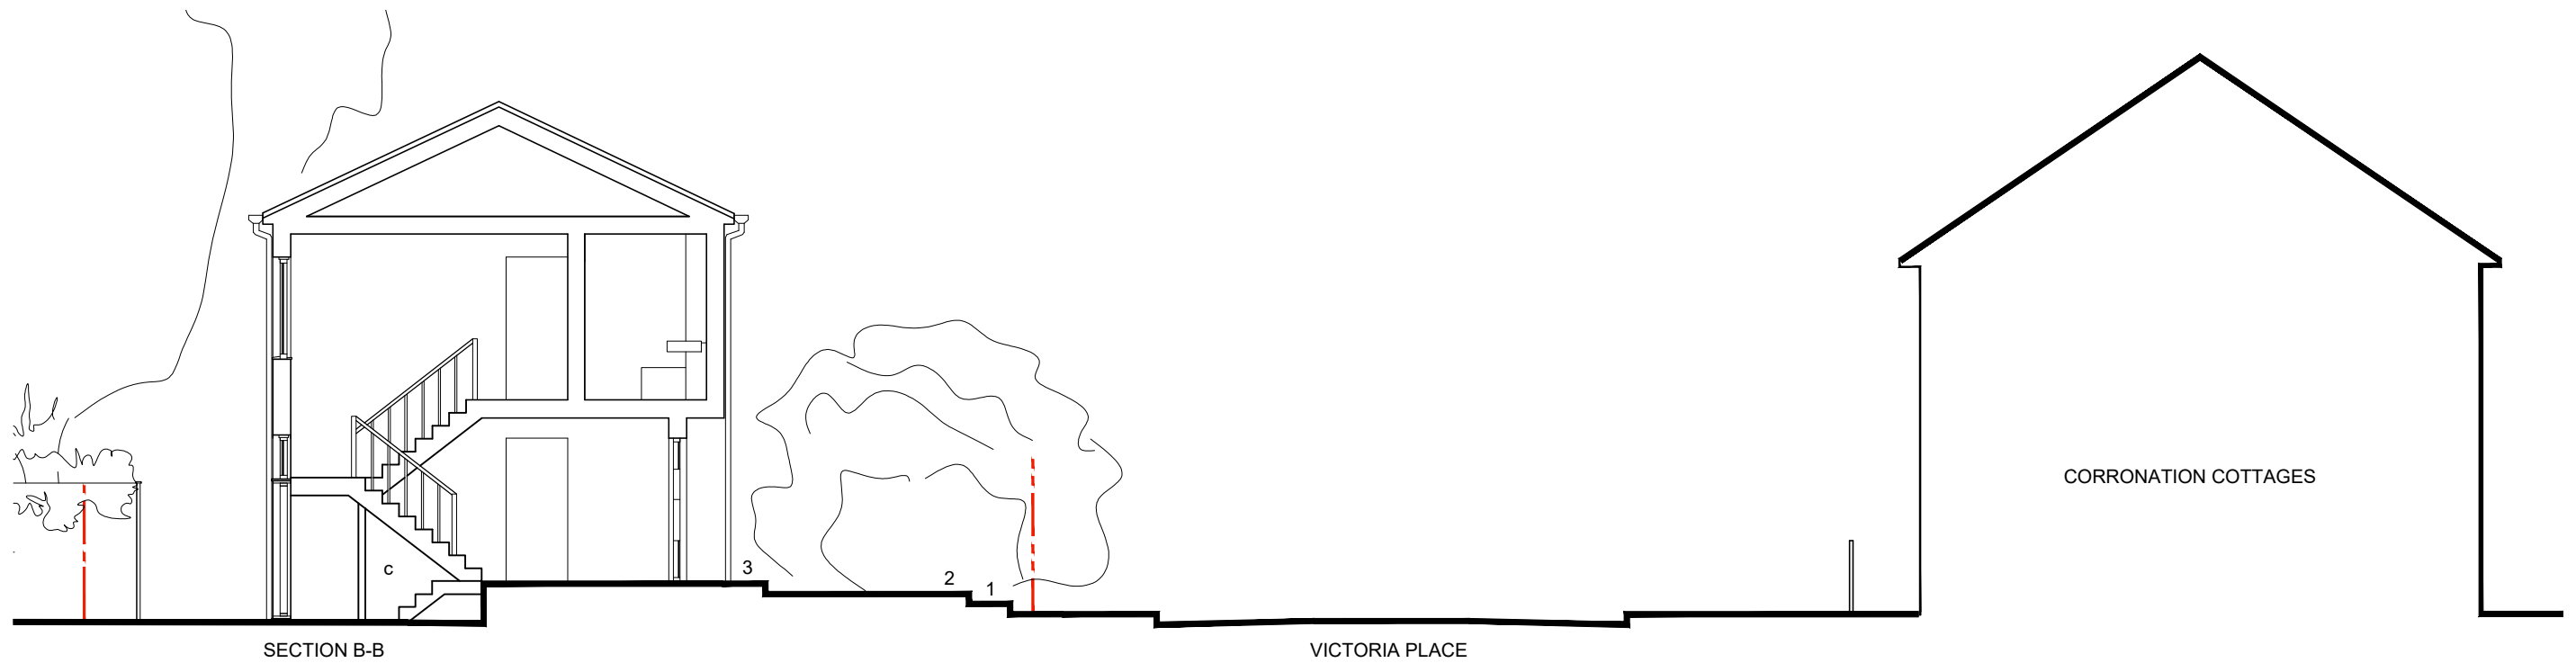 CORRONATION COTTAGES
c
3
2
1
SECTION B-B
VICTORIA PLACE